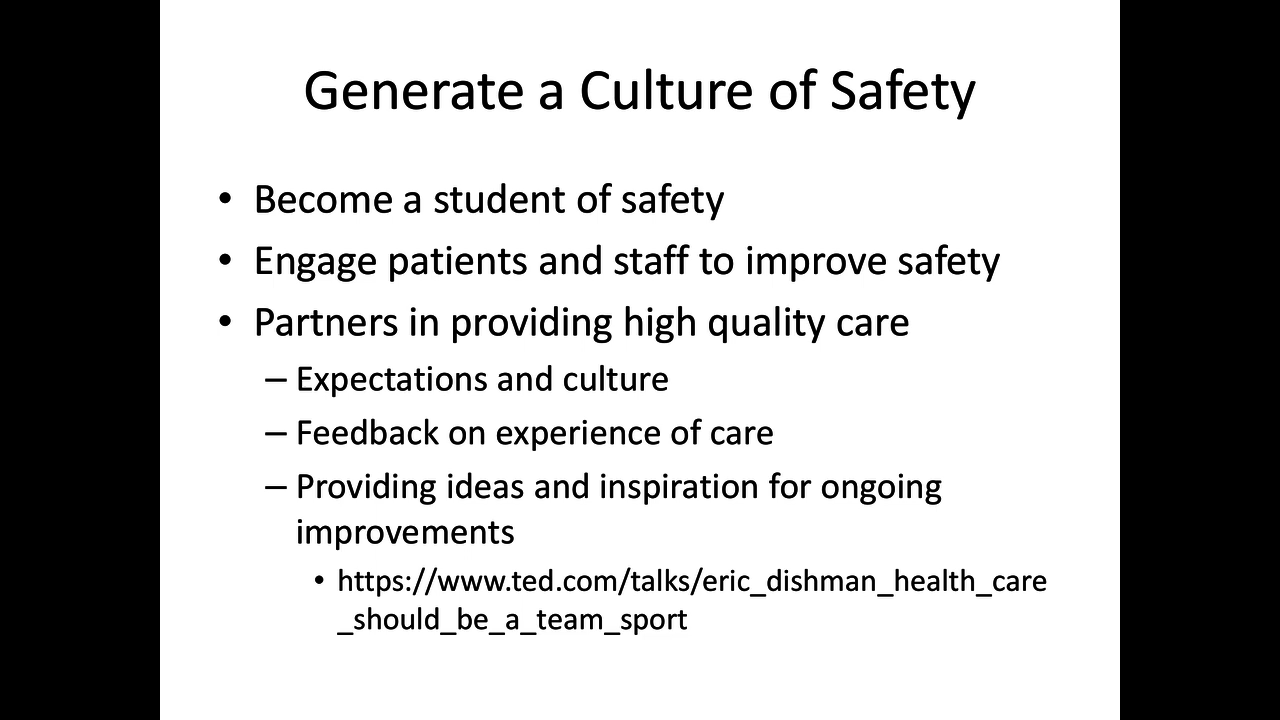 Generate a Culture of Safety
• Become a student of safety
• Engage patients and staff to improve safety
• Partners in providing high quality care
– Expectations and culture
– Feedback on experience of care
– Providing ideas and inspiration for ongoing
improvements
• https://www.ted.com/talks/eric_dishman_health_care
_should_be_a_team_sport